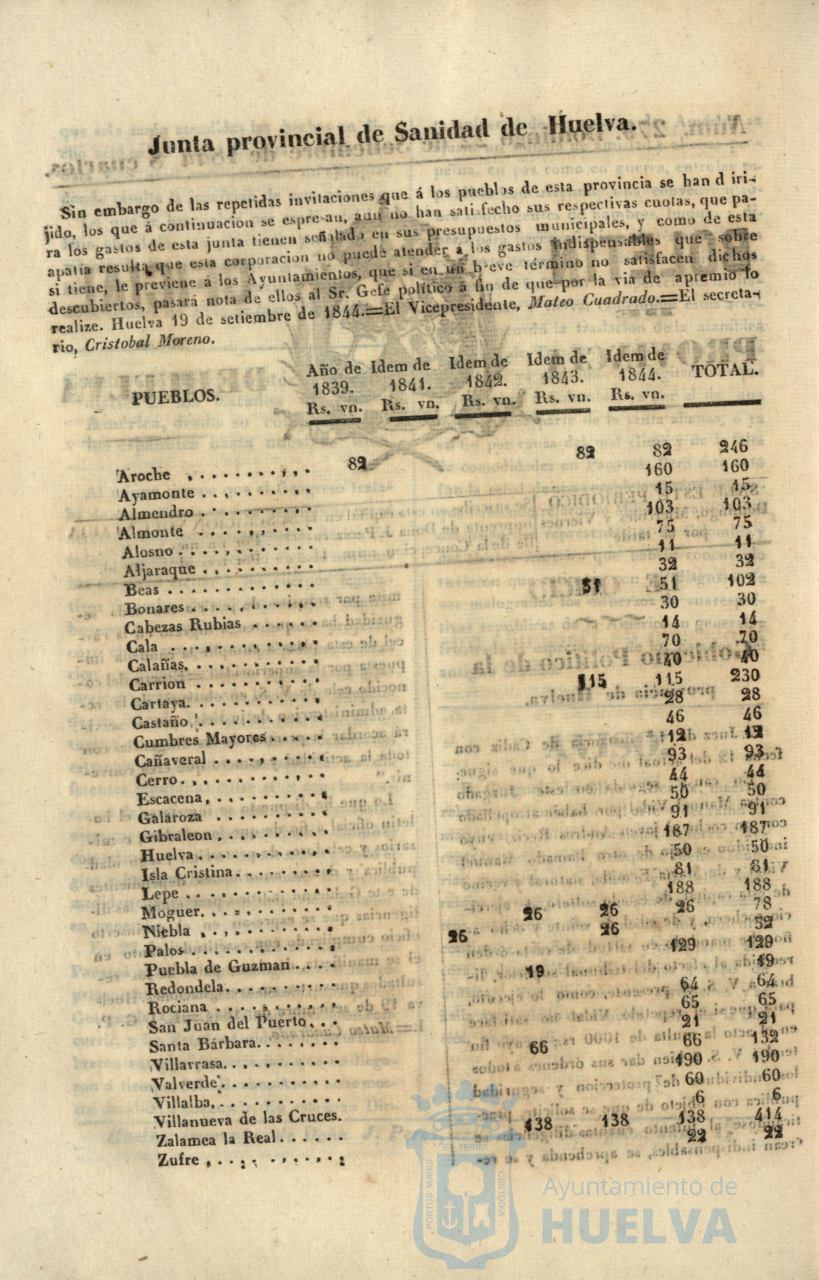 Junta provincial de Sanidad de Huelva.
Sin embargo de las repetidas invitaciones que á los pueblos de esta provincia se han diri-
jido, los que á continuacion se espresau, aun no han satisfecho sus respectivas cuotas, que pa-
ra los gastos de esta junta tienen señalado en sus presupuestos municipales, y como de esta
apatía resulta que esta corporacion no puede atender a los gastos indispensables que sobre
si tiene, le previene á los Ayuntamientos, que si en un breve término no satisfacen dichos
descubiertos, pasará nota de ellos al Sr. Gefe político á fin de que por la via de apremio lo
realize. Huelva 19 de setiembre de 1844.=El Vicepresidente, Mateo Cuadrado.=El secreta-
rio, Cristobal Moreno.
PUEBLOS. Año de 1839. Rs. vn. Idem de 1841. Rs. vn. Idem de 1842. Rs. vn. Idem de 1843. Rs. vn. Idem de 1844. Rs. vn. TOTAL.
Aroche 82 82 82 246
Ayamonte 160 160
Almendro 15 15
Almonte 103 103
Alosno 75 75
Aljaraque 11 11
Beas 32 32
Bonares 51 51 102
Cabezas Rubias 30 30
Cala 14 14
Calañas. 70 70
Carrion 40 40
Cartaya. 115 115 230
Castaño 28 28
Cumbres Mayores 46 46
Cañaveral 12 12
Cerro. 93 93
Escacena, 44 44
Galaroza 50 50
Gibraleon 91 91
Huelva 187 187
Isla Cristina 50 50
Lepe 81 81
Moguer. 188 188
Niebla 26 26 26 78
Palos 26 26 52
Puebla de Guzman 129 129
Redondela. 19 19
Rociana 64 64
San Juan del Puerto 65 65
Santa Bárbara. 21 21
Villarrasa. 66 66 132
Valverde 190 190
Villalba, 60 60
Villanueva de las Cruces. 6 6
Zalamea la Real 138 138 138 414
Zufre 22 22
PORTUS MARIS
CUSTODIA
Ayuntamiento de
HUELVA